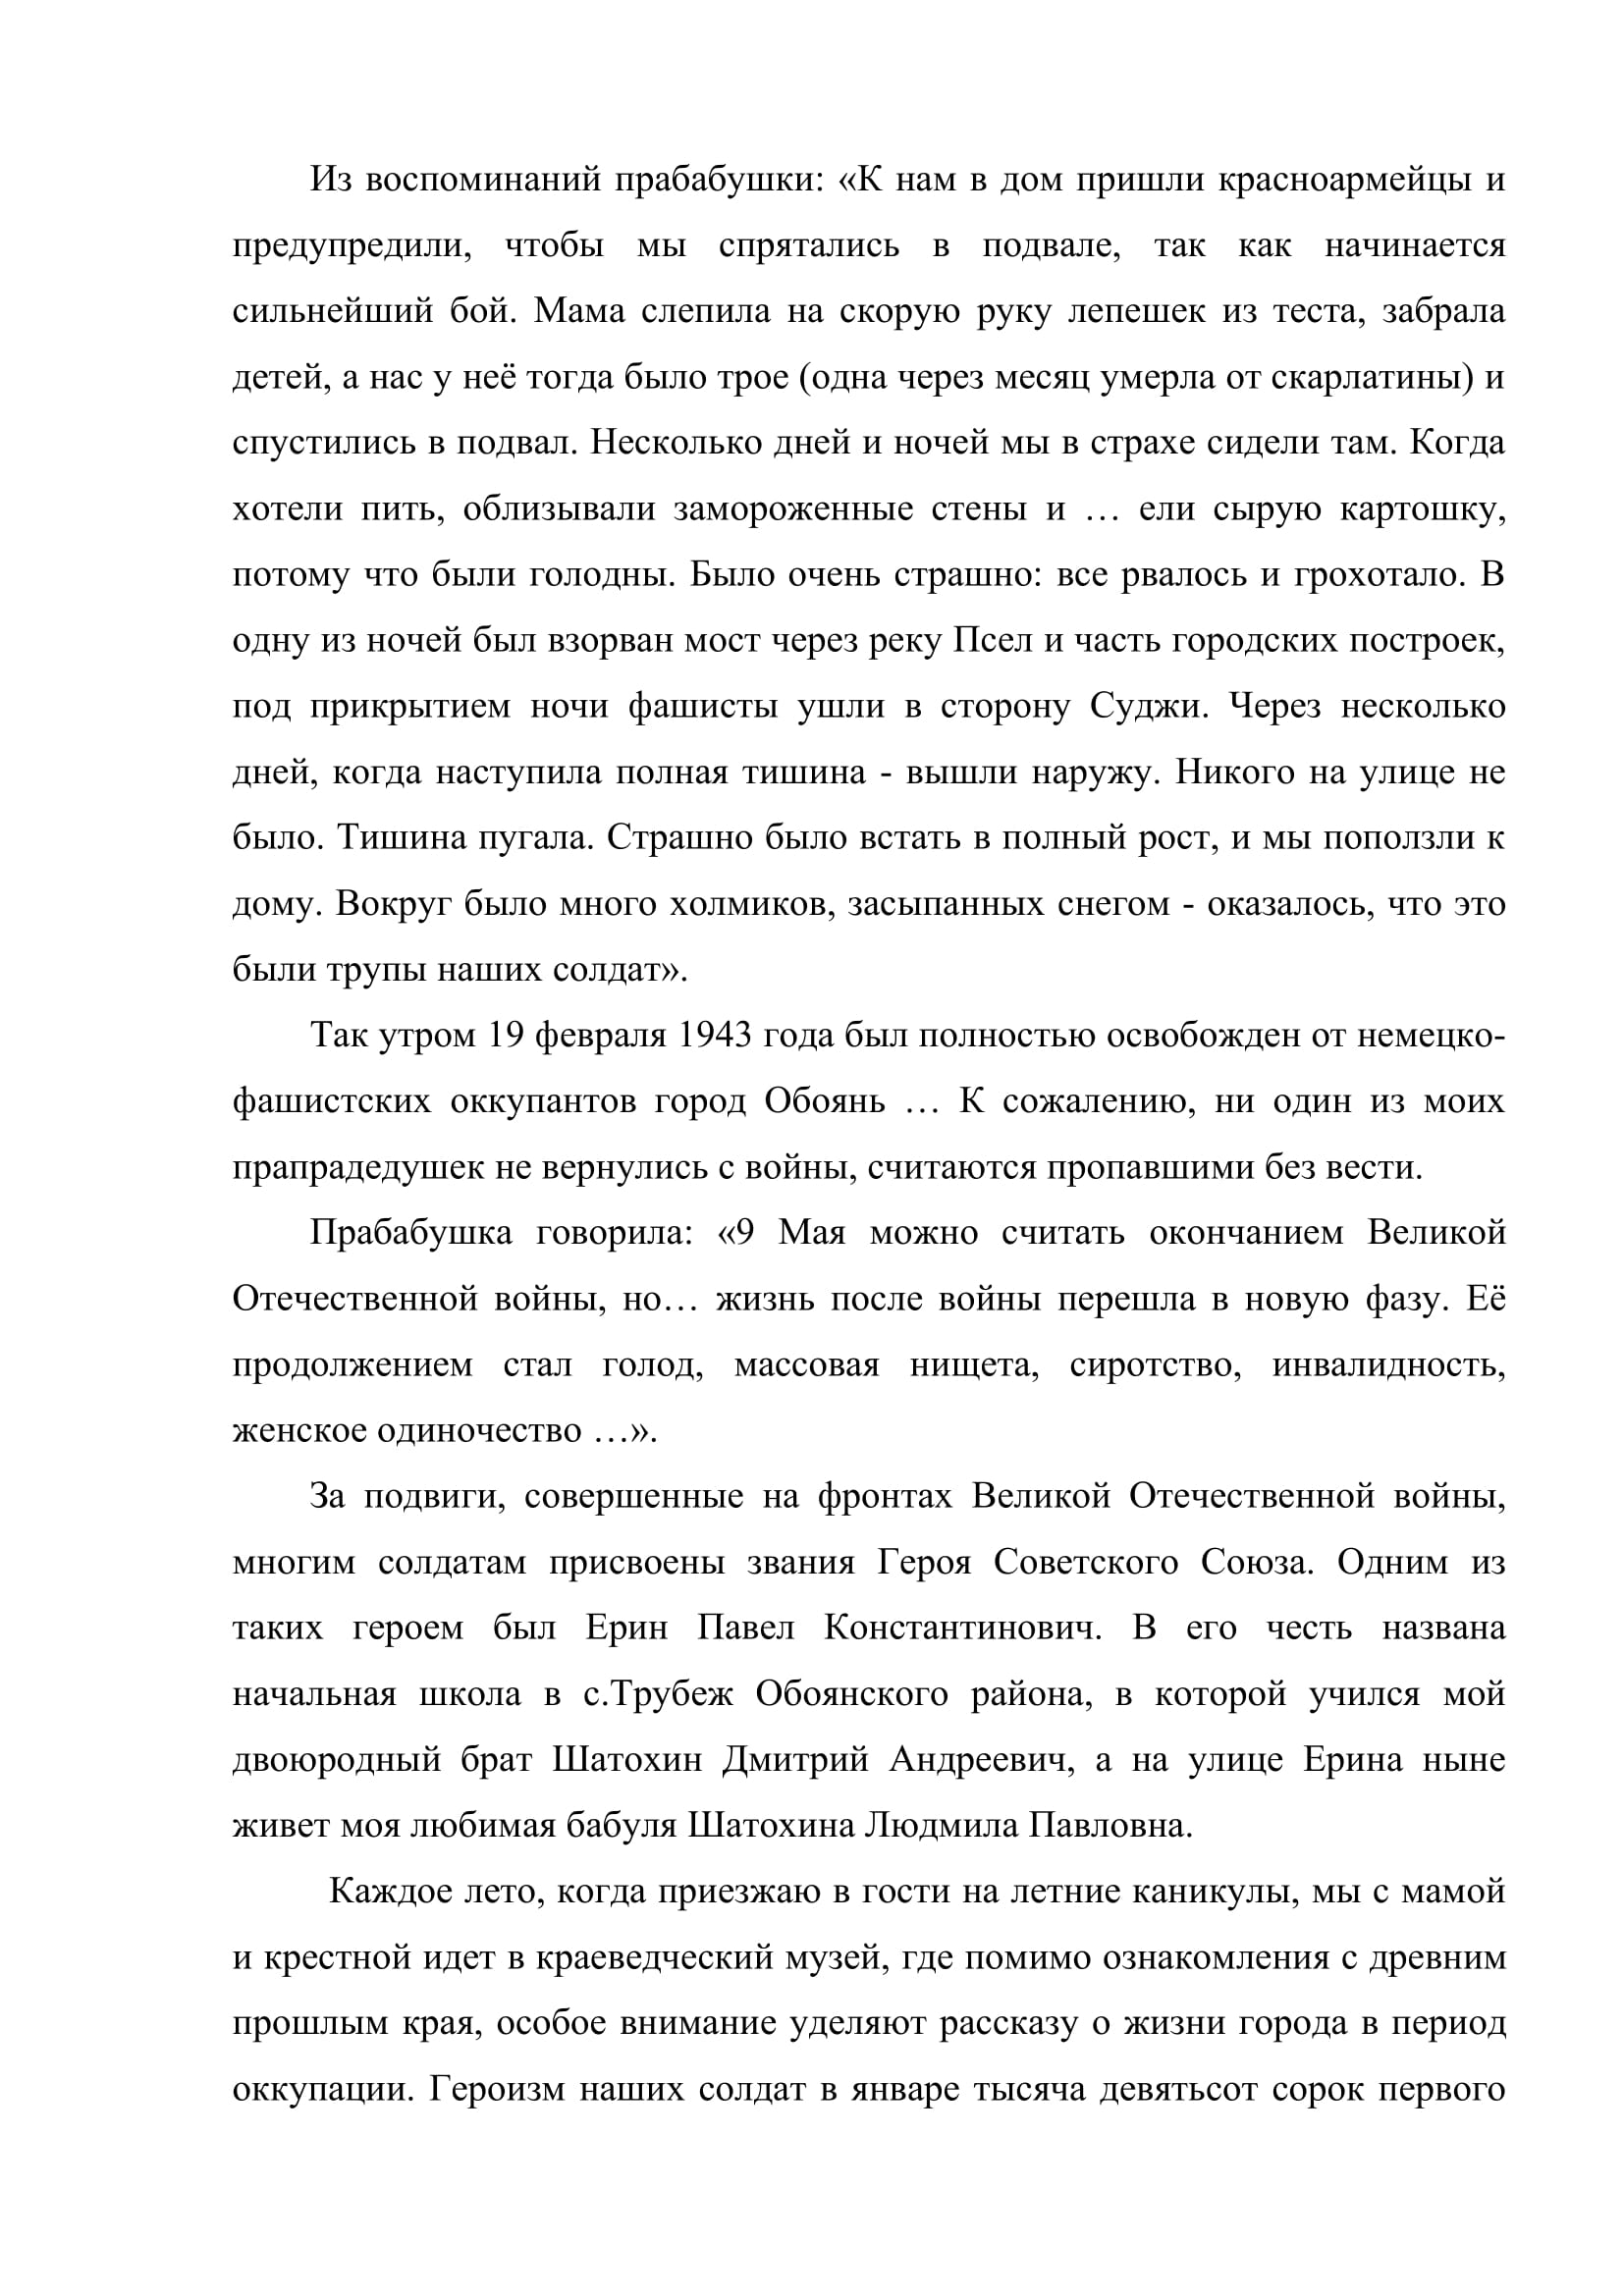 Из воспоминаний прабабушки: «К нам в дом пришли красноармейцы и
предупредили, чтобы мы спрятались в подвале, так как начинается
сильнейший бой. Мама слепила на скорую руку лепешек из теста, забрала
детей, а нас у неё тогда было трое (одна через месяц умерла от скарлатины) и
спустились в подвал. Несколько дней и ночей мы в страхе сидели там. Когда
хотели пить, облизывали замороженные стены и … ели сырую картошку,
потому что были голодны. Было очень страшно: все рвалось и грохотало. В
одну из ночей был взорван мост через реку Псел и часть городских построек,
под прикрытием ночи фашисты ушли в сторону Суджи. Через несколько
дней, когда наступила полная тишина - вышли наружу. Никого на улице не
было. Тишина пугала. Страшно было встать в полный рост, и мы поползли к
дому. Вокруг было много холмиков, засыпанных снегом - оказалось, что это
были трупы наших солдат».
Так утром 19 февраля 1943 года был полностью освобожден от немецко-
фашистских оккупантов город Обоянь … К сожалению, ни один из моих
прапрадедушек не вернулись с войны, считаются пропавшими без вести.
Прабабушка говорила: «9 Мая можно считать окончанием Великой
Отечественной войны, но… жизнь после войны перешла в новую фазу. Её
продолжением стал голод, массовая нищета, сиротство, инвалидность,
женское одиночество …».
За подвиги, совершенные на фронтах Великой Отечественной войны,
многим солдатам присвоены звания Героя Советского Союза. Одним из
таких героем был Ерин Павел Константинович. В его честь названа
начальная школа в с.Трубеж Обоянского района, в которой учился мой
двоюродный брат Шатохин Дмитрий Андреевич, а на улице Ерина ныне
живет моя любимая бабуля Шатохина Людмила Павловна.
Каждое лето, когда приезжаю в гости на летние каникулы, мы с мамой
и крестной идет в краеведческий музей, где помимо ознакомления с древним
прошлым края, особое внимание уделяют рассказу о жизни города в период
оккупации. Героизм наших солдат в январе тысяча девятьсот сорок первого